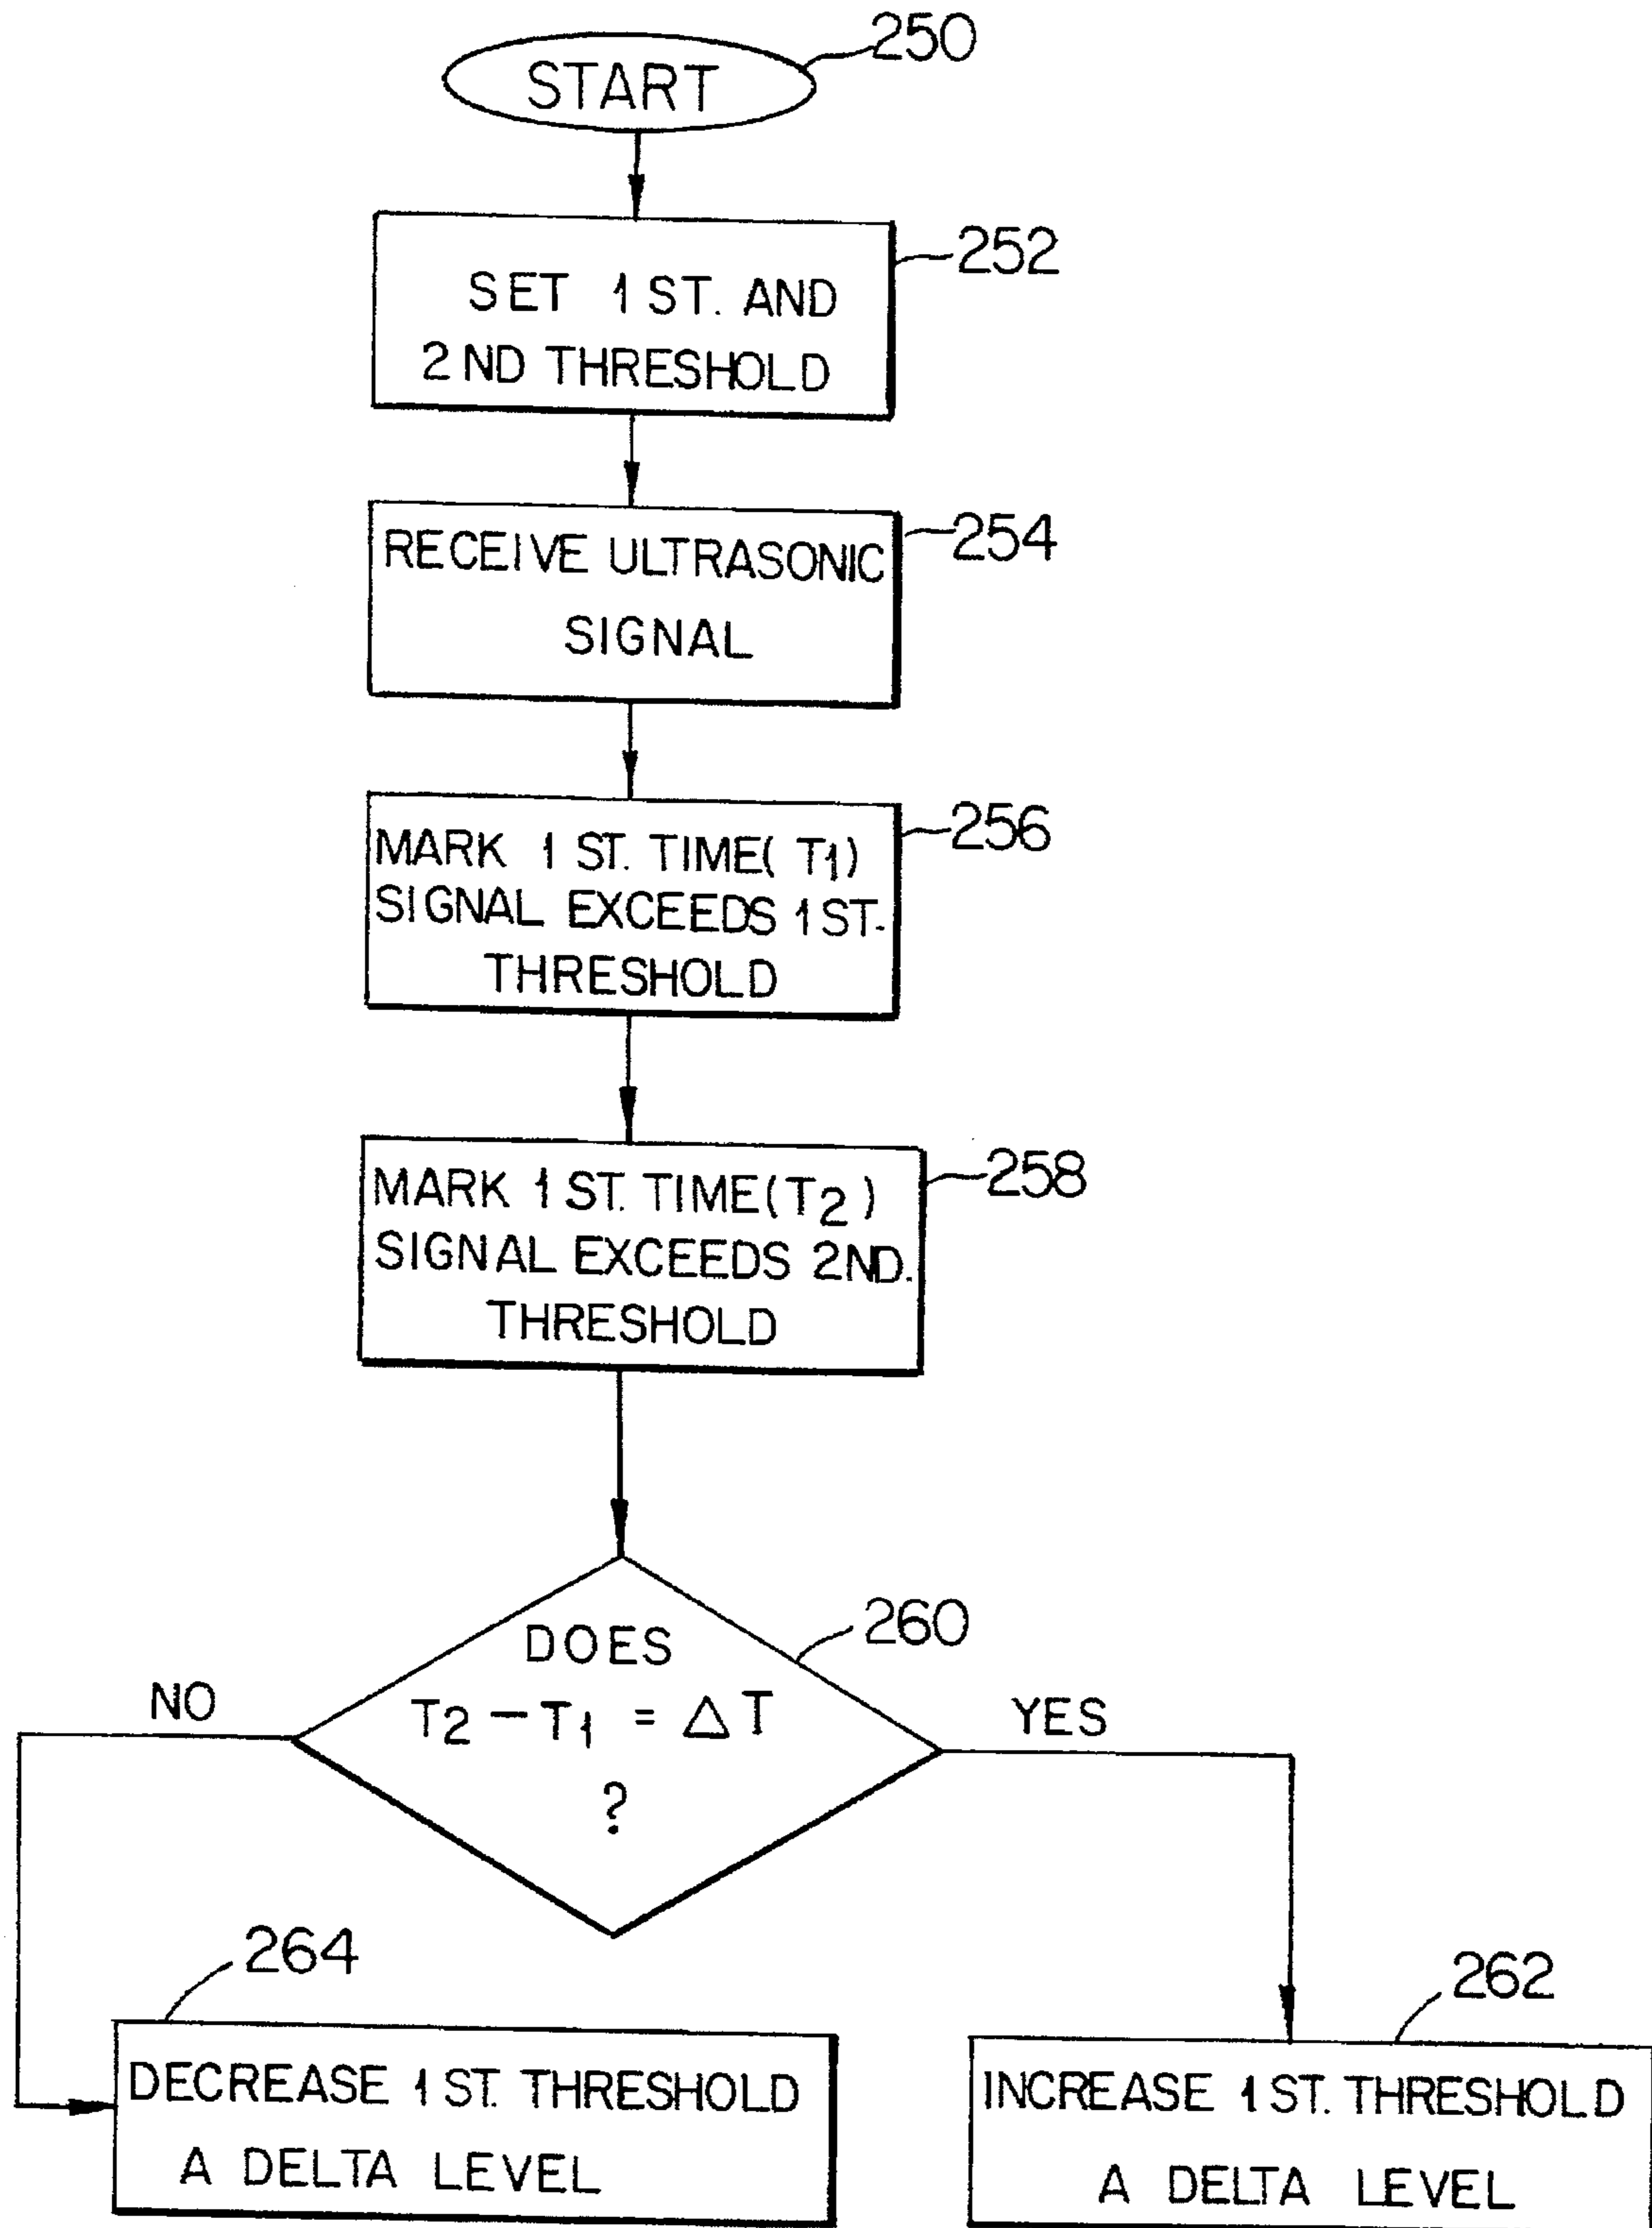 START
250
SET 1 ST. AND
2 ND THRESHOLD
252
RECEIVE ULTRASONIC
SIGNAL
254
MARK 1 ST. TIME( T1)
SIGNAL EXCEEDS 1 ST.
THRESHOLD
256
MARK 1 ST. TIME(T2 )
SIGNAL EXCEEDS 2ND.
THRESHOLD
258
DOES
T2 – T1 = Δ T
?
260
NO
YES
264
DECREASE 1 ST. THRESHOLD
A DELTA LEVEL
262
INCREASE 1 ST. THRESHOLD
A DELTA LEVEL